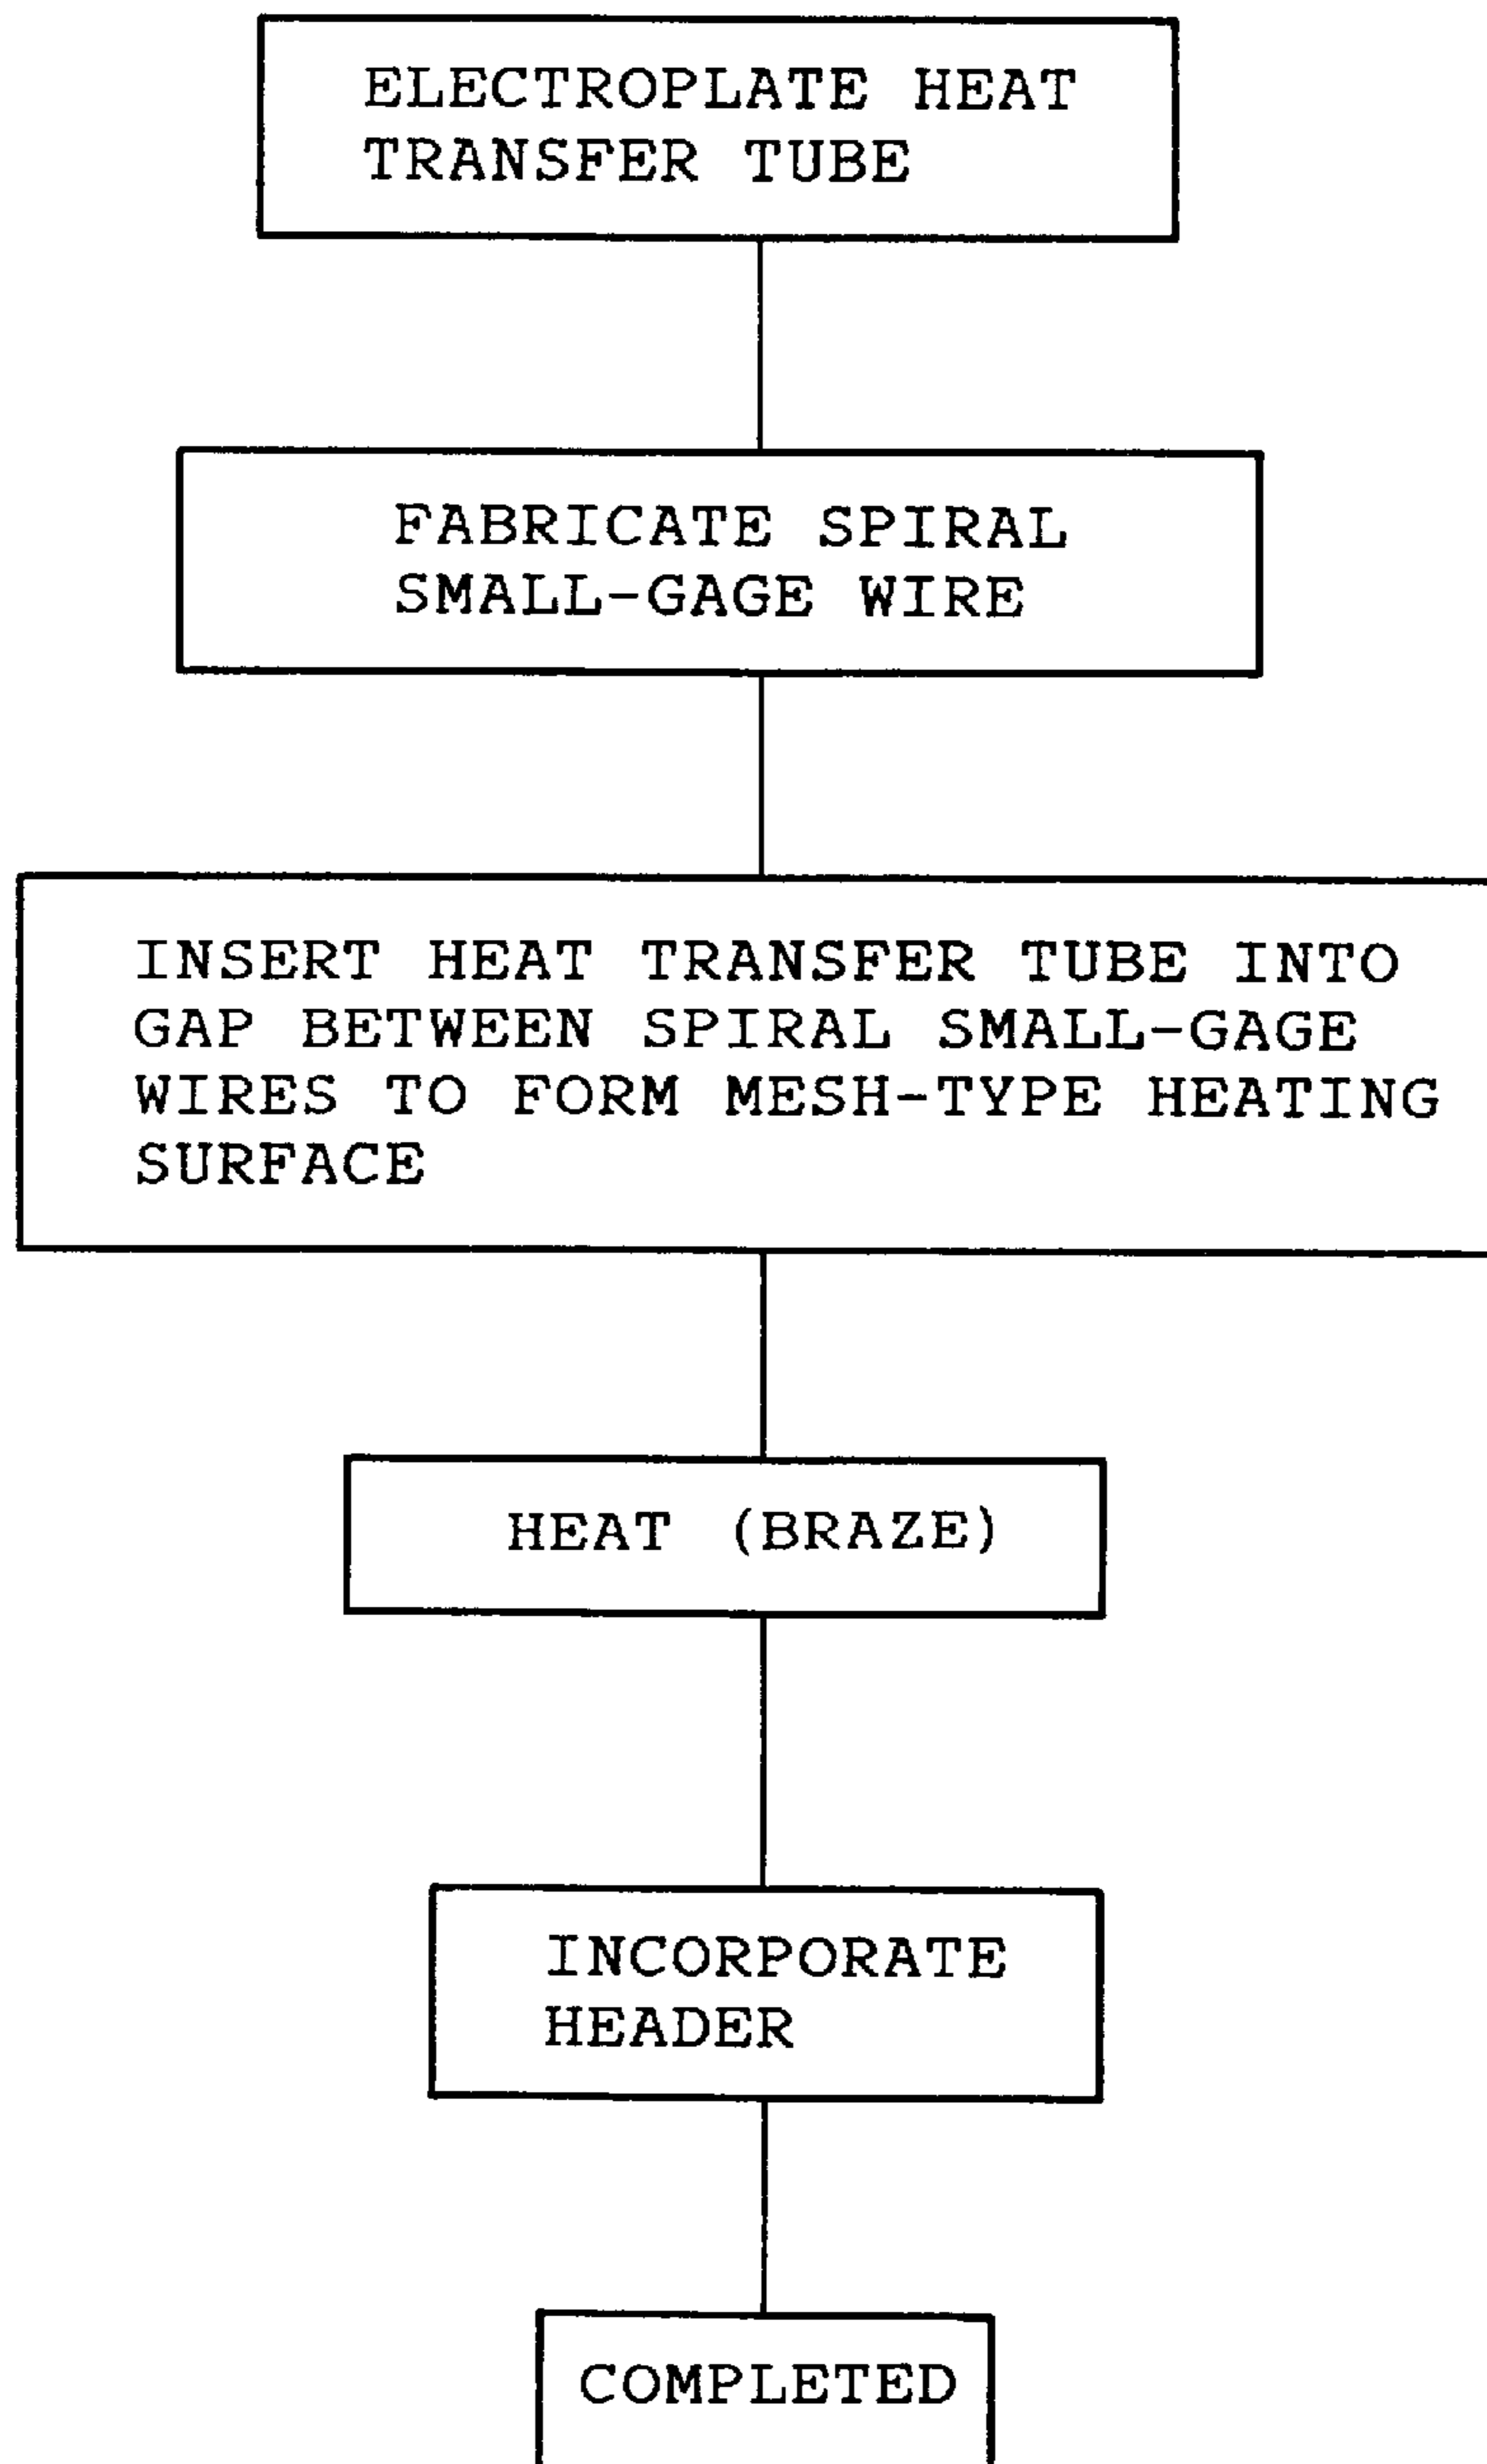 ELECTROPLATE HEAT
TRANSFER TUBE
FABRICATE SPIRAL
SMALL-GAGE WIRE
INSERT HEAT TRANSFER TUBE INTO
GAP BETWEEN SPIRAL SMALL-GAGE
WIRES TO FORM MESH-TYPE HEATING
SURFACE
HEAT (BRAZE)
INCORPORATE
HEADER
COMPLETED